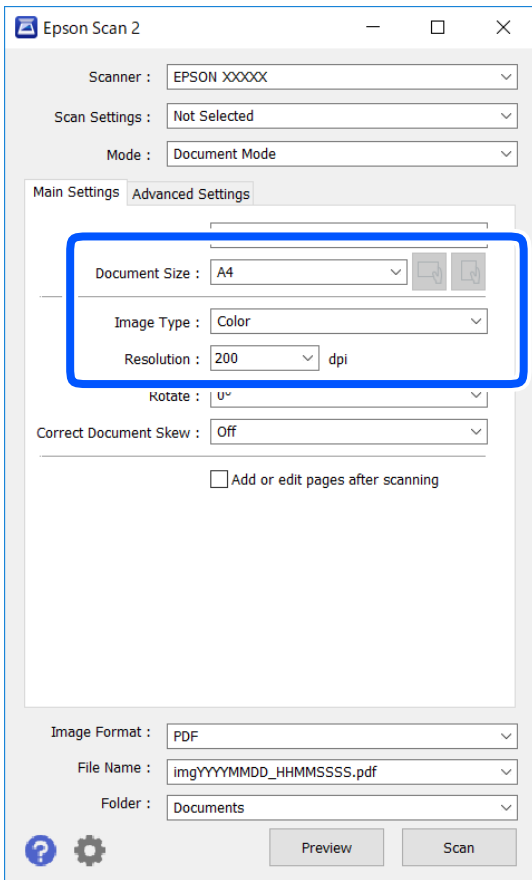 Epson Scan 2
Scanner : EPSON XXXXX
Scan Settings : Not Selected
Mode : Document Mode
Main Settings Advanced Settings
Document Size : A4
Image Type : Color
Resolution : 200 dpi
Rotate : 0°
Correct Document Skew : Off
Add or edit pages after scanning
Image Format : PDF
File Name : imgYYYYMMDD_HHMMSSSS.pdf
Folder : Documents
? Preview Scan